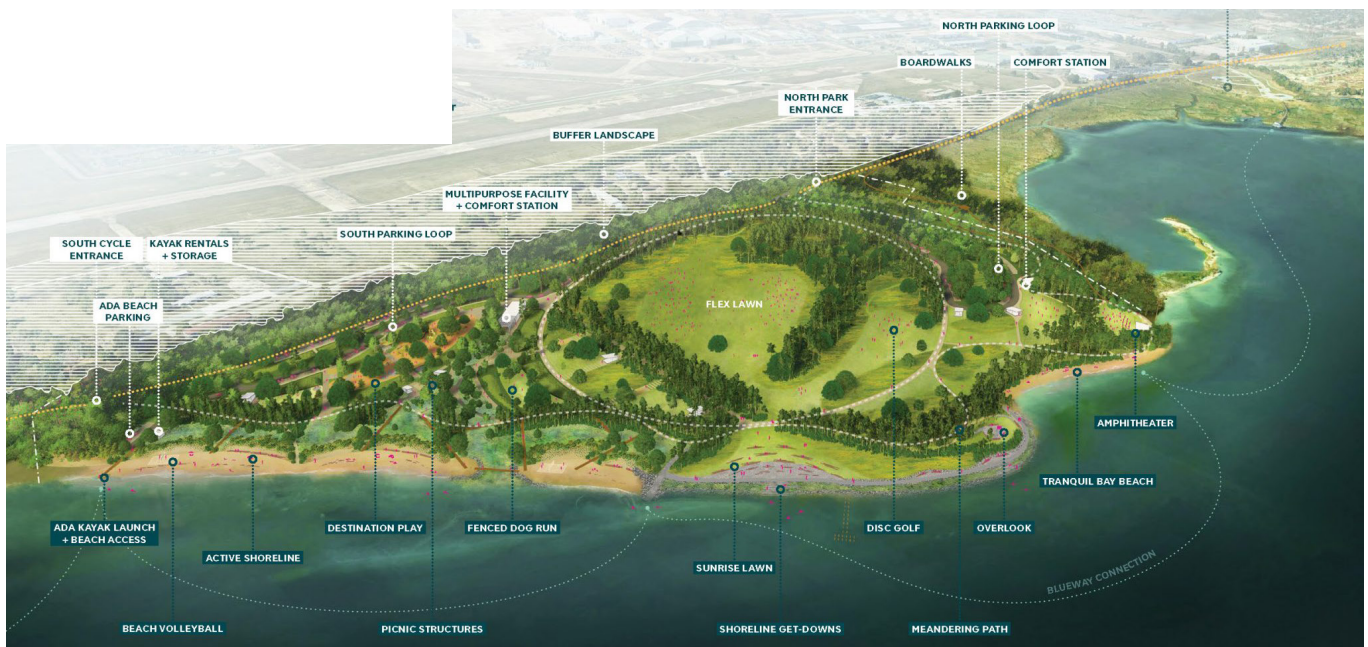 NORTH PARKING LOOP
BOARDWALKS
COMFORT STATION
NORTH PARK
ENTRANCE
BUFFER LANDSCAPE
MULTIPURPOSE FACILITY
+ COMFORT STATION
SOUTH PARKING LOOP
SOUTH CYCLE
ENTRANCE
KAYAK RENTALS
+ STORAGE
ADA BEACH
PARKING
FLEX LAWN
AMPHITHEATER
TRANQUIL BAY BEACH
ADA KAYAK LAUNCH
+ BEACH ACCESS
DESTINATION PLAY
FENCED DOG RUN
DISC GOLF
OVERLOOK
ACTIVE SHORELINE
SUNRISE LAWN
BLUEWAY CONNECTION
BEACH VOLLEYBALL
PICNIC STRUCTURES
SHORELINE GET-DOWNS
MEANDERING PATH